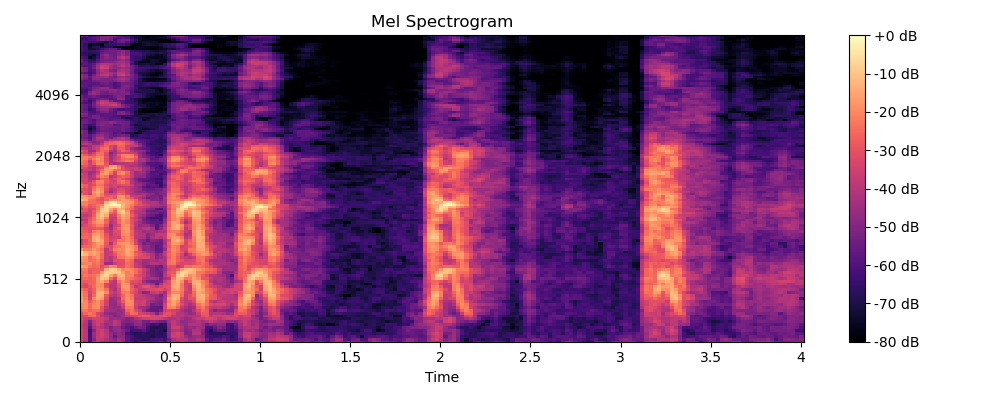 Mel Spectrogram
+0 dB
-10 dB
-20 dB
-30 dB
-40 dB
-50 dB
-60 dB
-70 dB
-80 dB
4096
2048
1024
512
0
Hz
0 0.5 1 1.5 2 2.5 3 3.5 4
Time